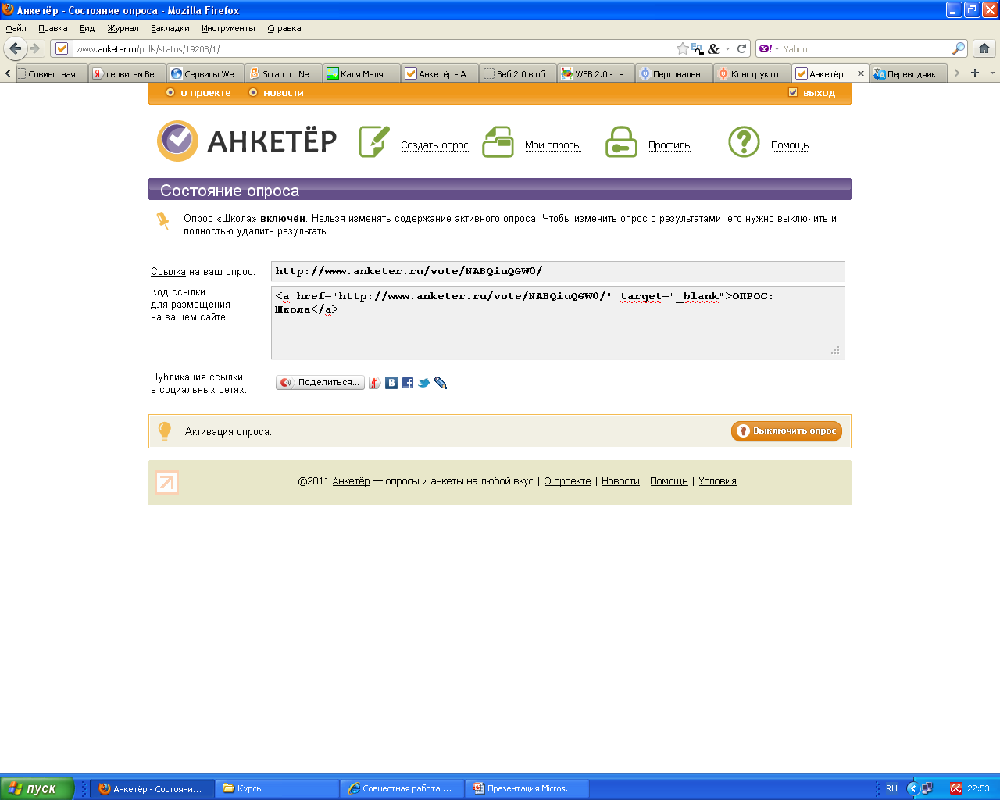 Анкетёр - Состояние опроса - Mozilla Firefox
Файл Правка Вид Журнал Закладки Инструменты Справка
www.anketer.ru/polls/status/19208/1/ En & Y! Yahoo
Совместная ... сервисам Ве... Сервисы We... Scratch | Ne... Каля Маля ... Анкетёр - А... Веб 2.0 в об... WEB 2.0 - се... Персональн... Конструкто... Анкетёр ... Переводчик...
о проекте новости выход
АНКЕТЁР Создать опрос Мои опросы Профиль Помощь
Состояние опроса
Опрос «Школа» включён. Нельзя изменять содержание активного опроса. Чтобы изменить опрос с результатами, его нужно выключить и
полностью удалить результаты.
Ссылка на ваш опрос: http://www.anketer.ru/vote/NABQiuQGW0/
Код ссылки
для размещения
на вашем сайте:
<a href="http://www.anketer.ru/vote/NABQiuQGW0/" target="_blank">ОПРОС:
Школа</a>
Публикация ссылки
в социальных сетях:
Поделиться...
Активация опроса: Выключить опрос
©2011 Анкетёр — опросы и анкеты на любой вкус | О проекте | Новости | Помощь | Условия
пуск Анкетёр - Состояни... Курсы Совместная работа ... Презентация Micros... RU 22:53